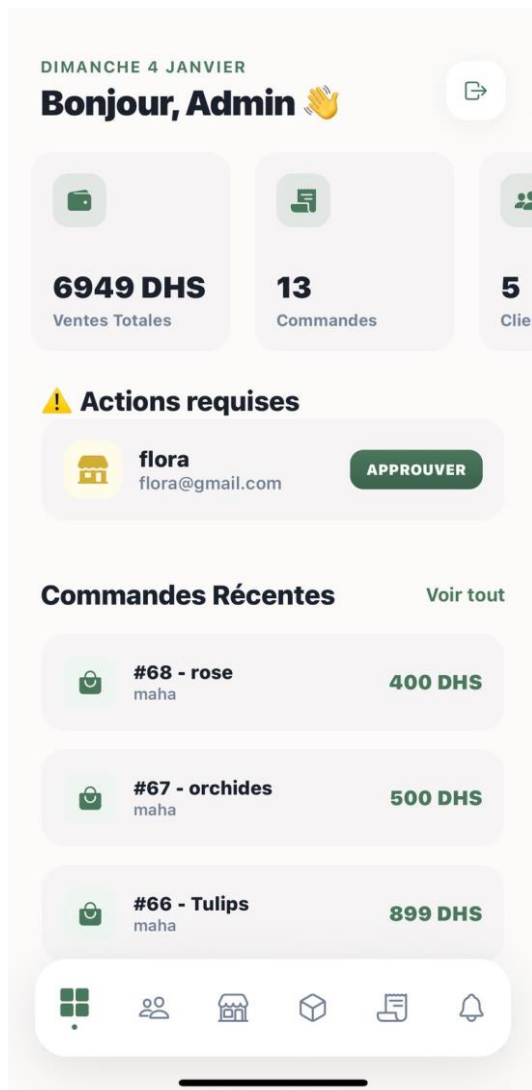 DIMANCHE 4 JANVIER
Bonjour, Admin 👋
6949 DHS
Ventes Totales
13
Commandes
5
Clie
⚠️ Actions requises
flora
flora@gmail.com
APPROUVER
Commandes Récentes
Voir tout
#68 - rose
maha
400 DHS
#67 - orchides
maha
500 DHS
#66 - Tulips
maha
899 DHS